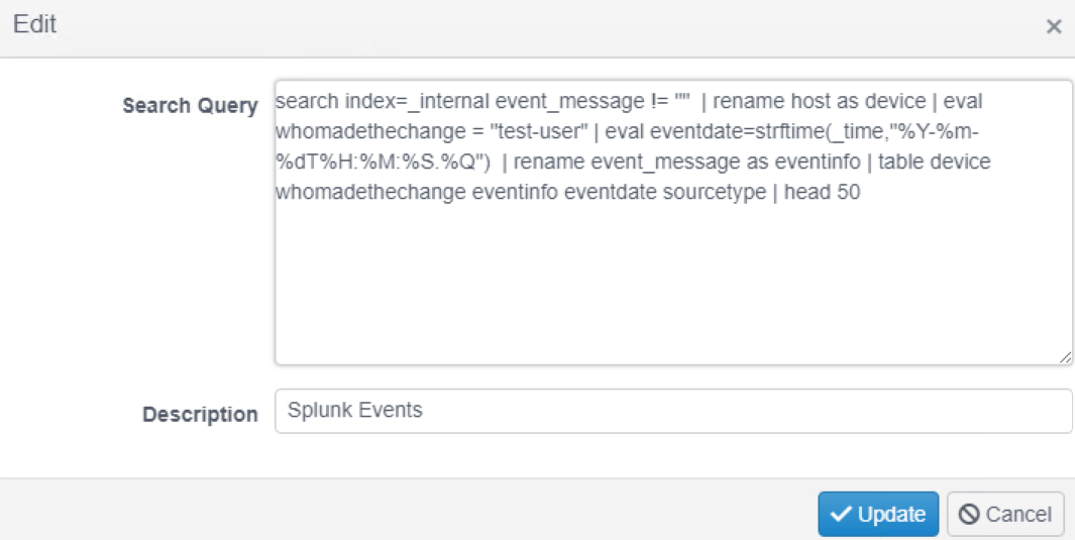 Edit ×
Search Query
search index=_internal event_message != "" | rename host as device | eval
whomadethechange = "test-user" | eval eventdate=strftime(_time,"%Y-%m-
%dT%H:%M:%S.%Q") | rename event_message as eventinfo | table device
whomadethechange eventinfo eventdate sourcetype | head 50
Description
Splunk Events
Update
Cancel